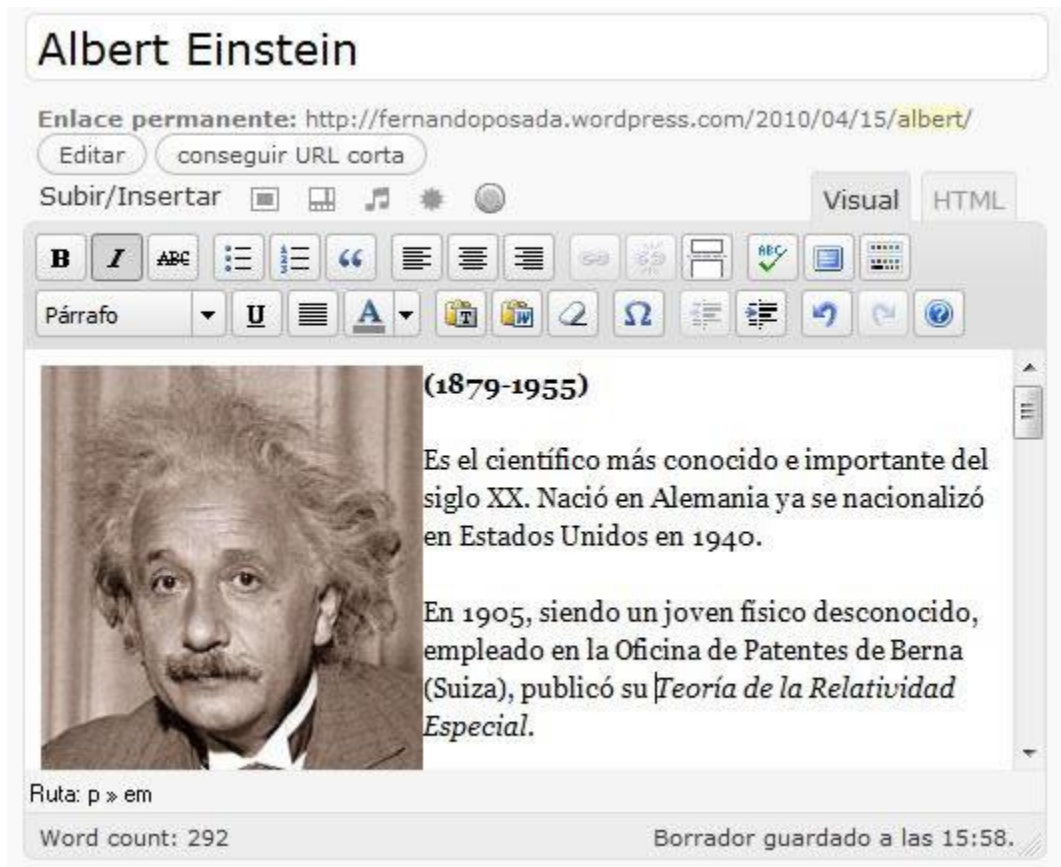 Albert Einstein
Enlace permanente: http://fernandoposada.wordpress.com/2010/04/15/albert/
Editar conseguir URL corta
Subir/Insertar Visual HTML
B I ABC ABC
Párrafo U A T W Ω
(1879-1955)
Es el científico más conocido e importante del
siglo XX. Nació en Alemania ya se nacionalizó
en Estados Unidos en 1940.
En 1905, siendo un joven físico desconocido,
empleado en la Oficina de Patentes de Berna
(Suiza), publicó su Teoría de la Relatividad
Especial.
Ruta: p » em
Word count: 292 Borrador guardado a las 15:58.